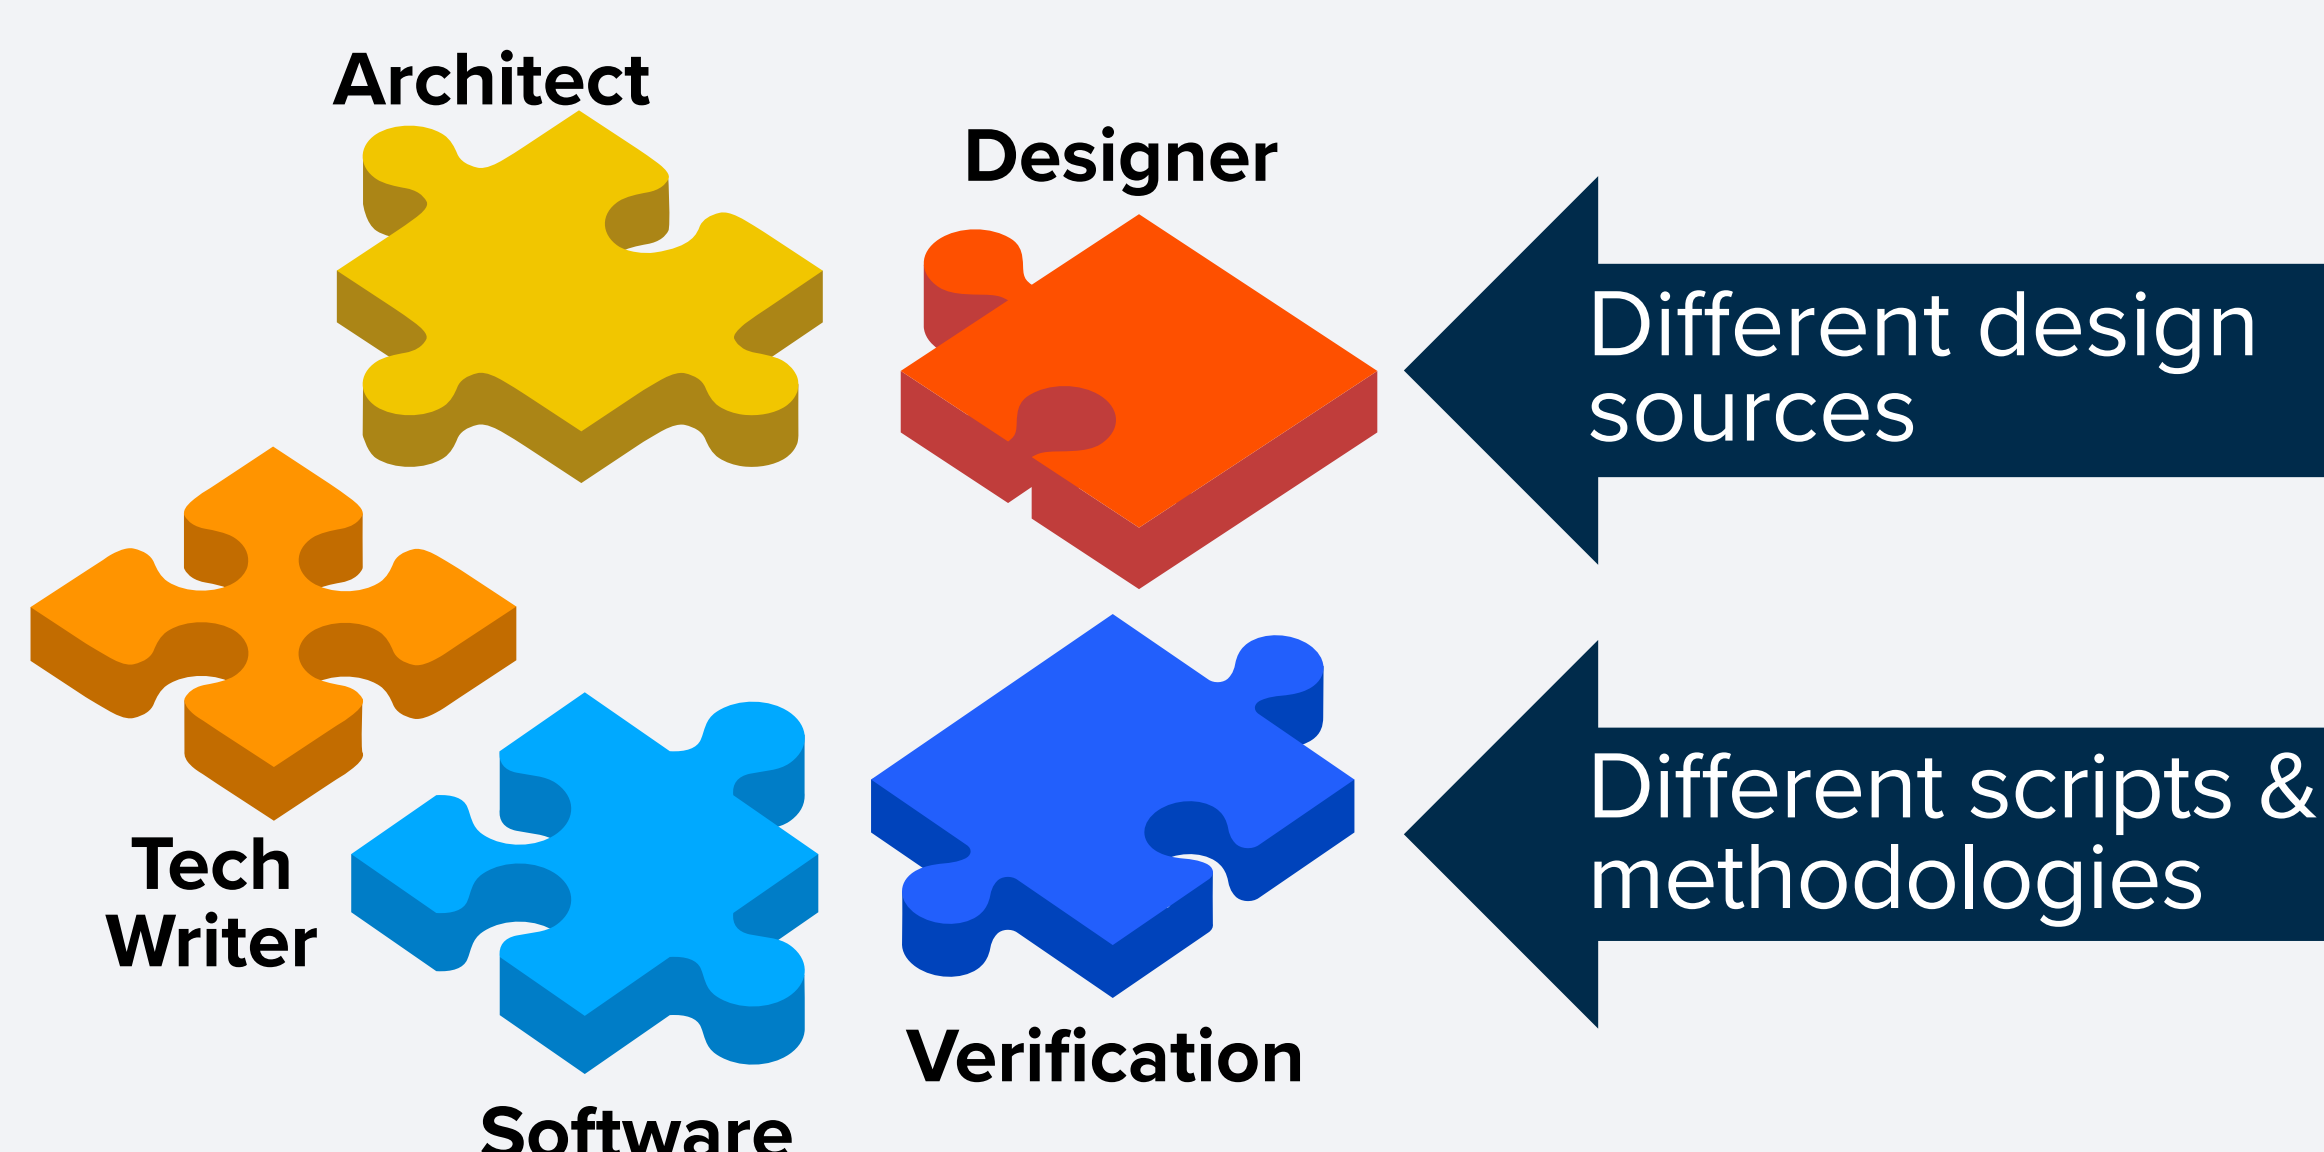 Architect
Designer
Different design
sources
Tech
Writer
Different scripts &
methodologies
Verification
Software